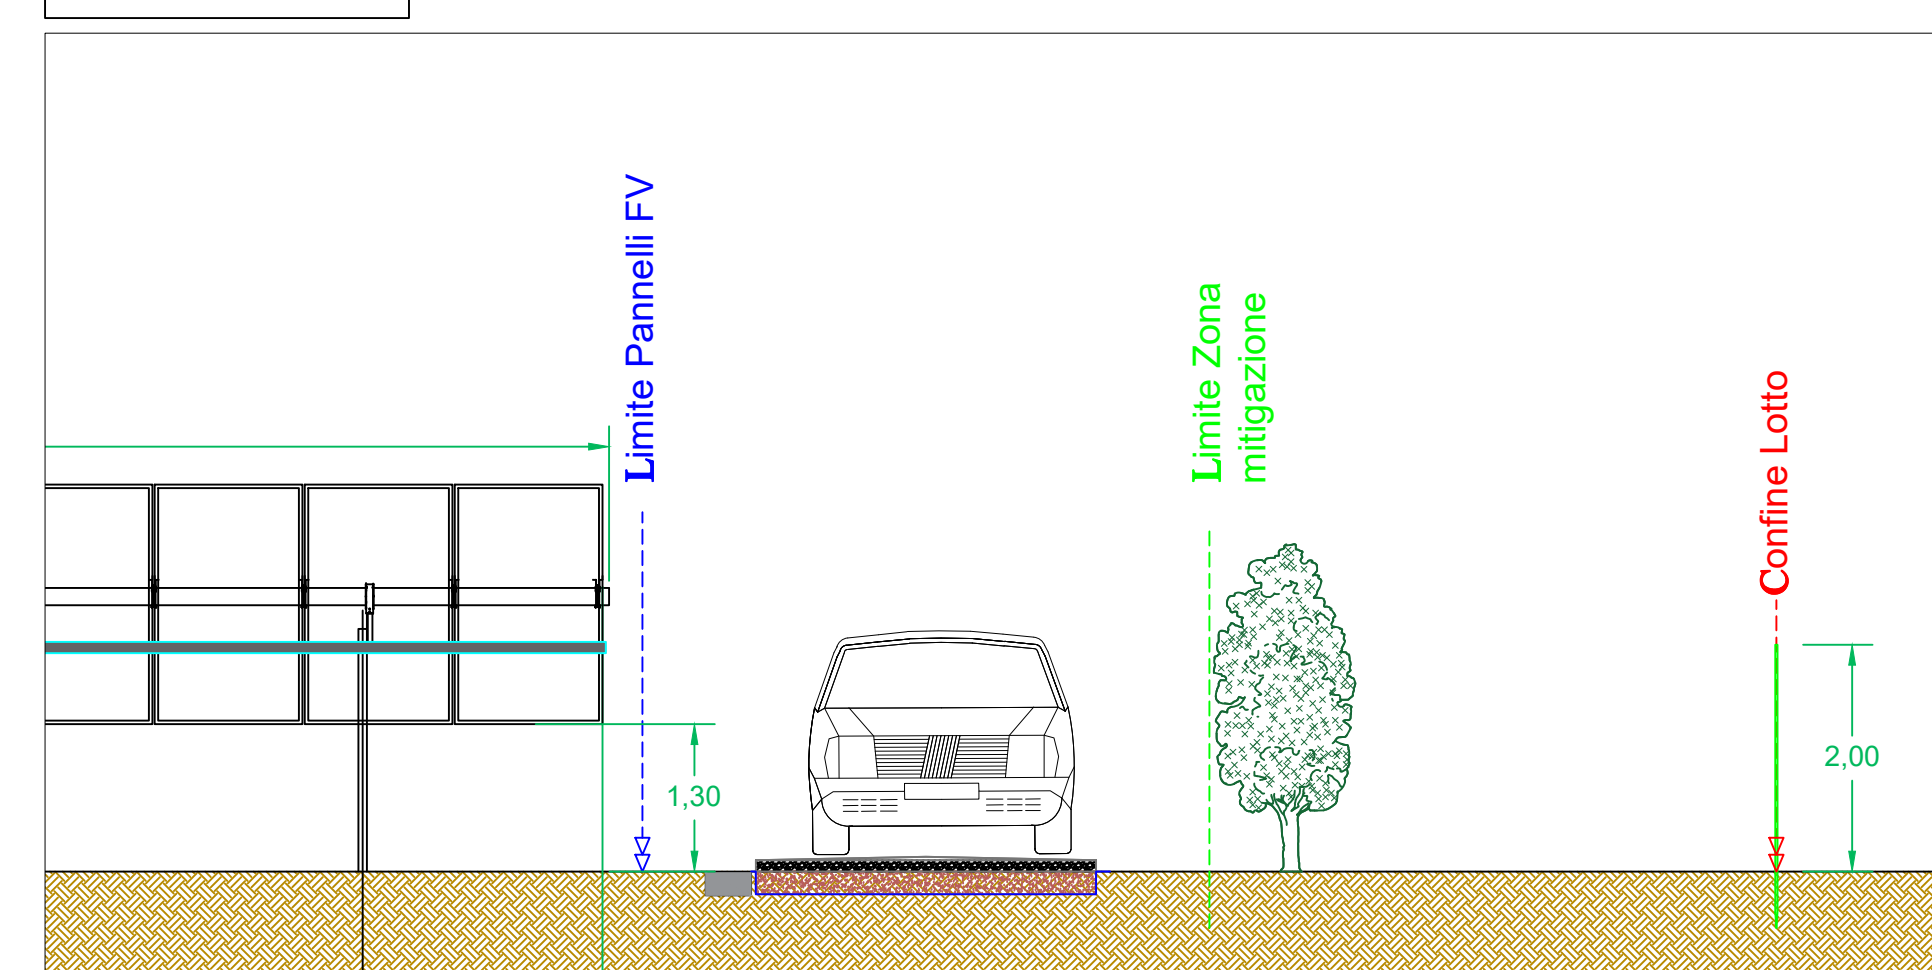 Limite Pannelli FV
Limite Zona
mitigazione
Confine Lotto
1,30
2,00